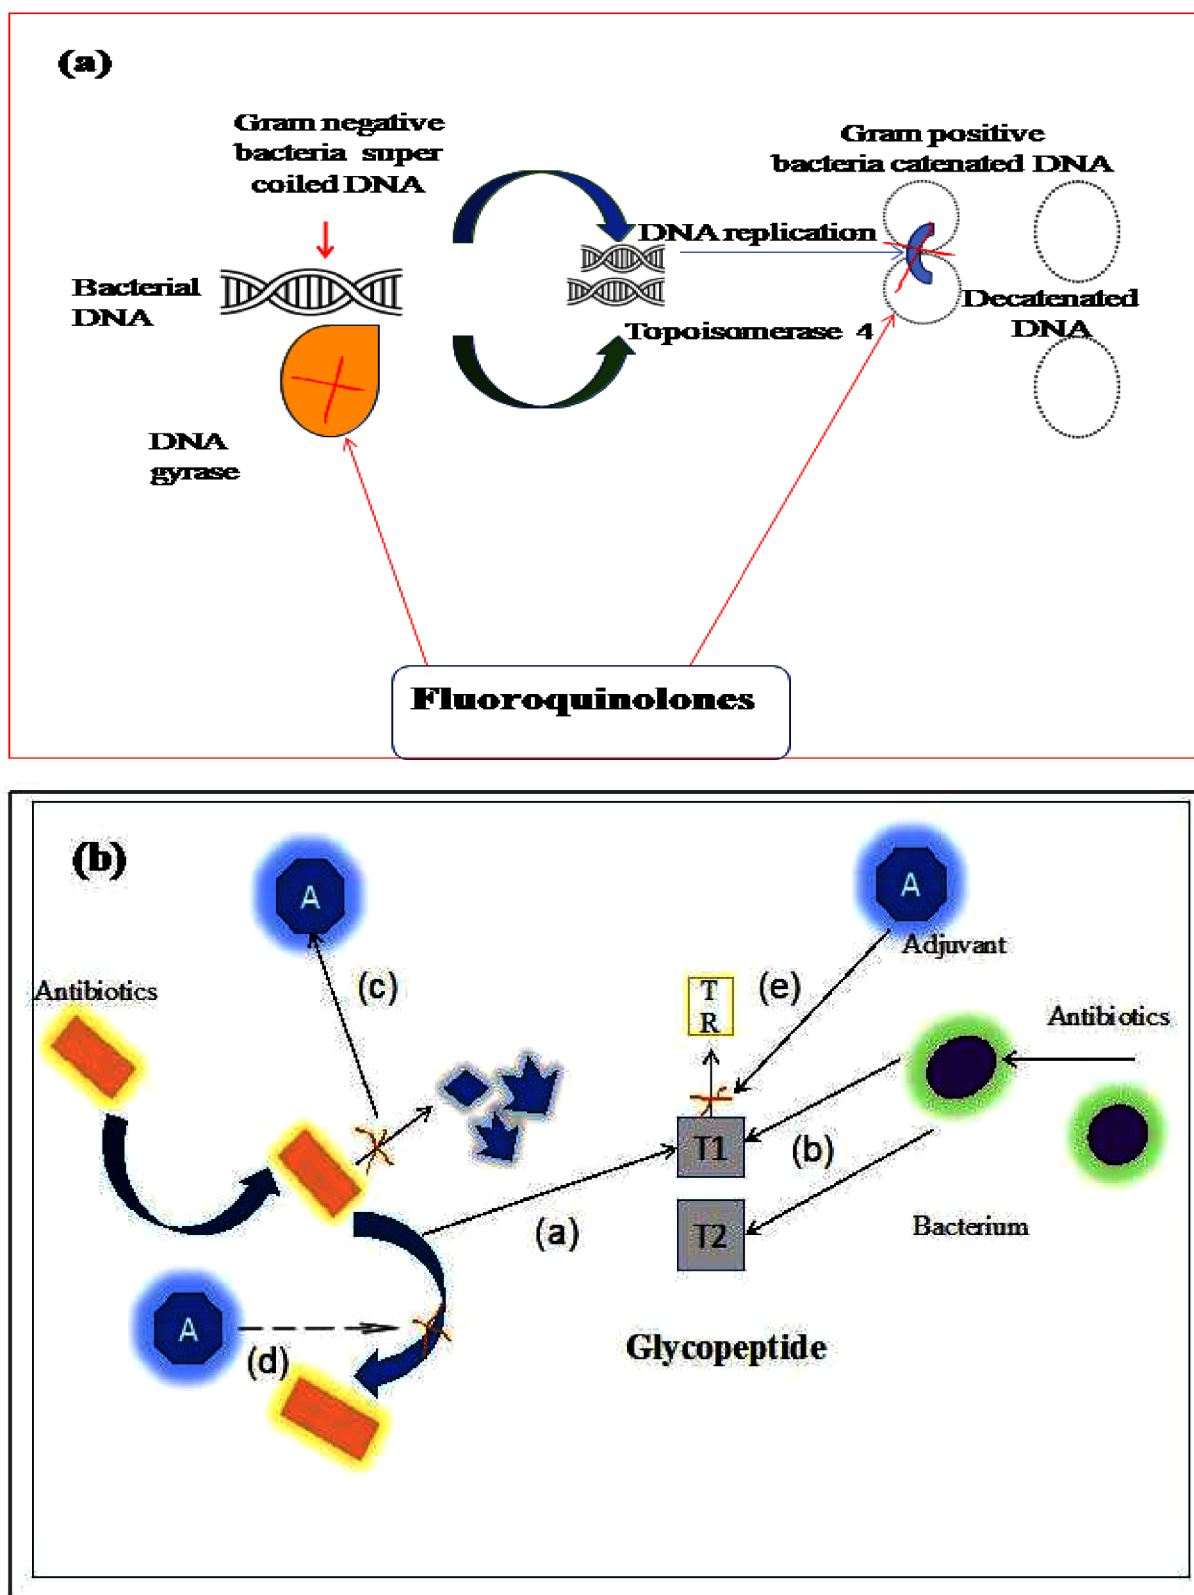 (a)
Gram negative
bacteria super
coiled DNA
Gram positive
bacteria catenated DNA
DNA replication
Bacterial
DNA
Decatenated
DNA
Topoisomerase 4
DNA
gyrase
Fluoroquinolones
(b)
A
A
Adjuvant
(c)
(e)
Antibiotics
T
R
Antibiotics
T1
(b)
(a)
T2
Bacterium
A
(d)
Glycopeptide